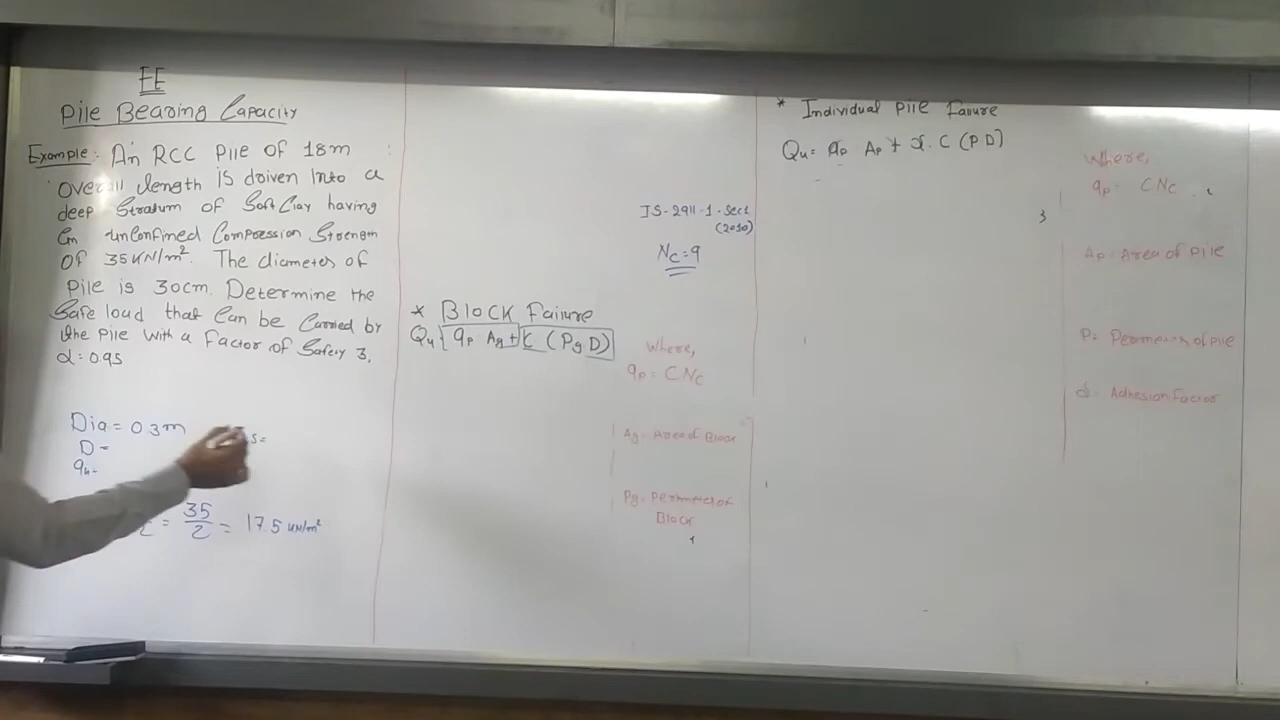 FE
Pile Bearing Capacity
Example: An RCC Pile of 18m
overall length is driven into a
deep Stratum of Soft Clay having
an unconfined Compression Strength
Of 35 KN/m². The diameter of
Pile is 30cm. Determine the
Safe load that Can be Carried by
the Pile with a Factor of Safety 3,
α = 0.95
Dia = 0.3m
D =
qu =
S =
= 35/2 = 17.5 KN/m²
IS-2911-1-Sec1
(2010)
Nc = 9
* Block Failure
Qu { qp Ag + C (Pg D)
Where,
qp = CNc
Ag = Area of Block
Pg = Perimeter of
Block
* Individual Pile Failure
Qu = qp Ap + α. C (P.D)
3
Where,
qp = CNc
Ap = Area of Pile
P = Perimeter of Pile
α = Adhesion Factor